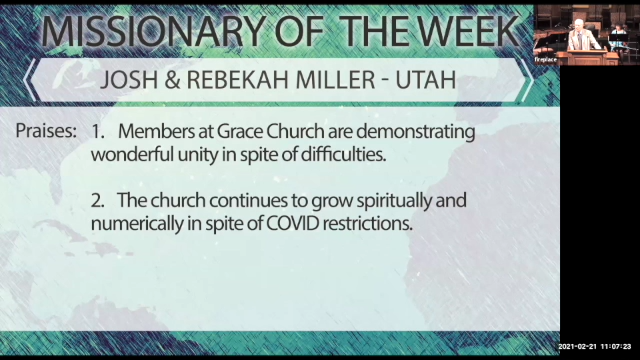 MISSIONARY OF THE WEEK
JOSH & REBEKAH MILLER - UTAH
Praises: 1. Members at Grace Church are demonstrating
wonderful unity in spite of difficulties.
2. The church continues to grow spiritually and
numerically in spite of COVID restrictions.
fireplace
2021-02-21 11:07:23